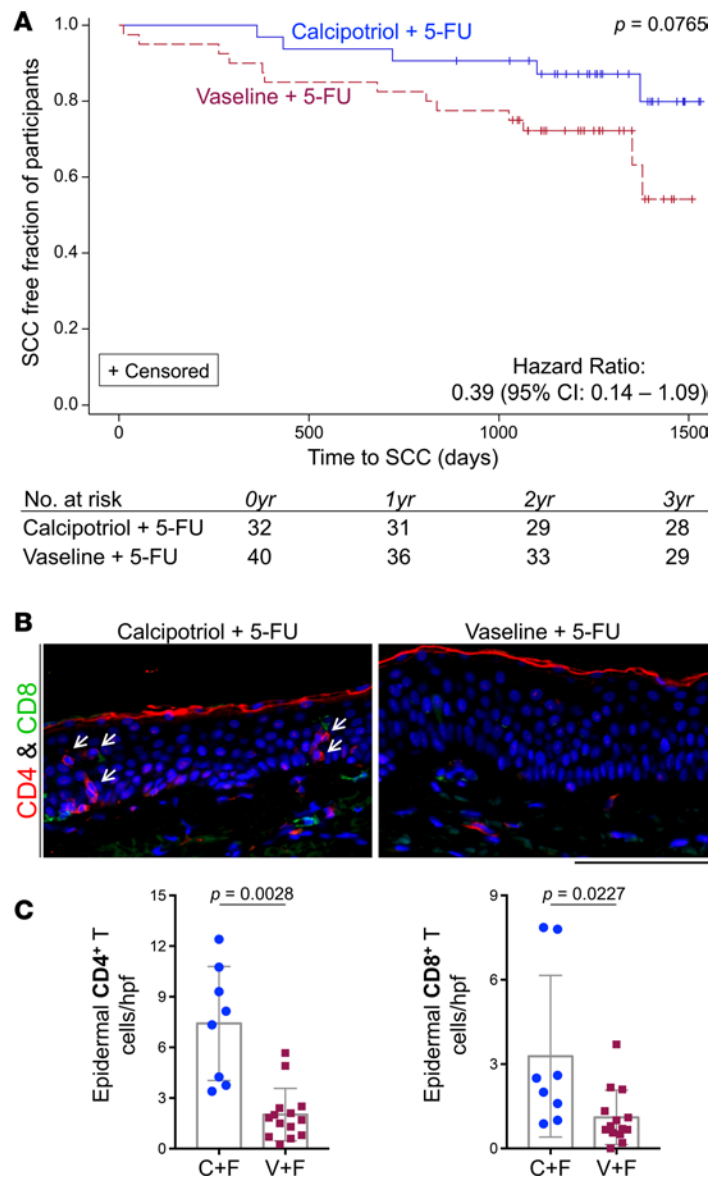 A
1.0
0.8
0.6
0.4
0.2
0.0
SCC free fraction of participants
Calcipotriol + 5-FU
p = 0.0765
Vaseline + 5-FU
+ Censored
Hazard Ratio:
0.39 (95% CI: 0.14 – 1.09)
0 500 1000 1500
Time to SCC (days)
No. at risk 0yr 1yr 2yr 3yr
Calcipotriol + 5-FU 32 31 29 28
Vaseline + 5-FU 40 36 33 29
B
Calcipotriol + 5-FU Vaseline + 5-FU
CD4 & CD8
C
p = 0.0028
Epidermal CD4+ T
cells/hpf
15
12
9
6
3
0
C+F V+F
p = 0.0227
Epidermal CD8+ T
cells/hpf
9
6
3
0
C+F V+F